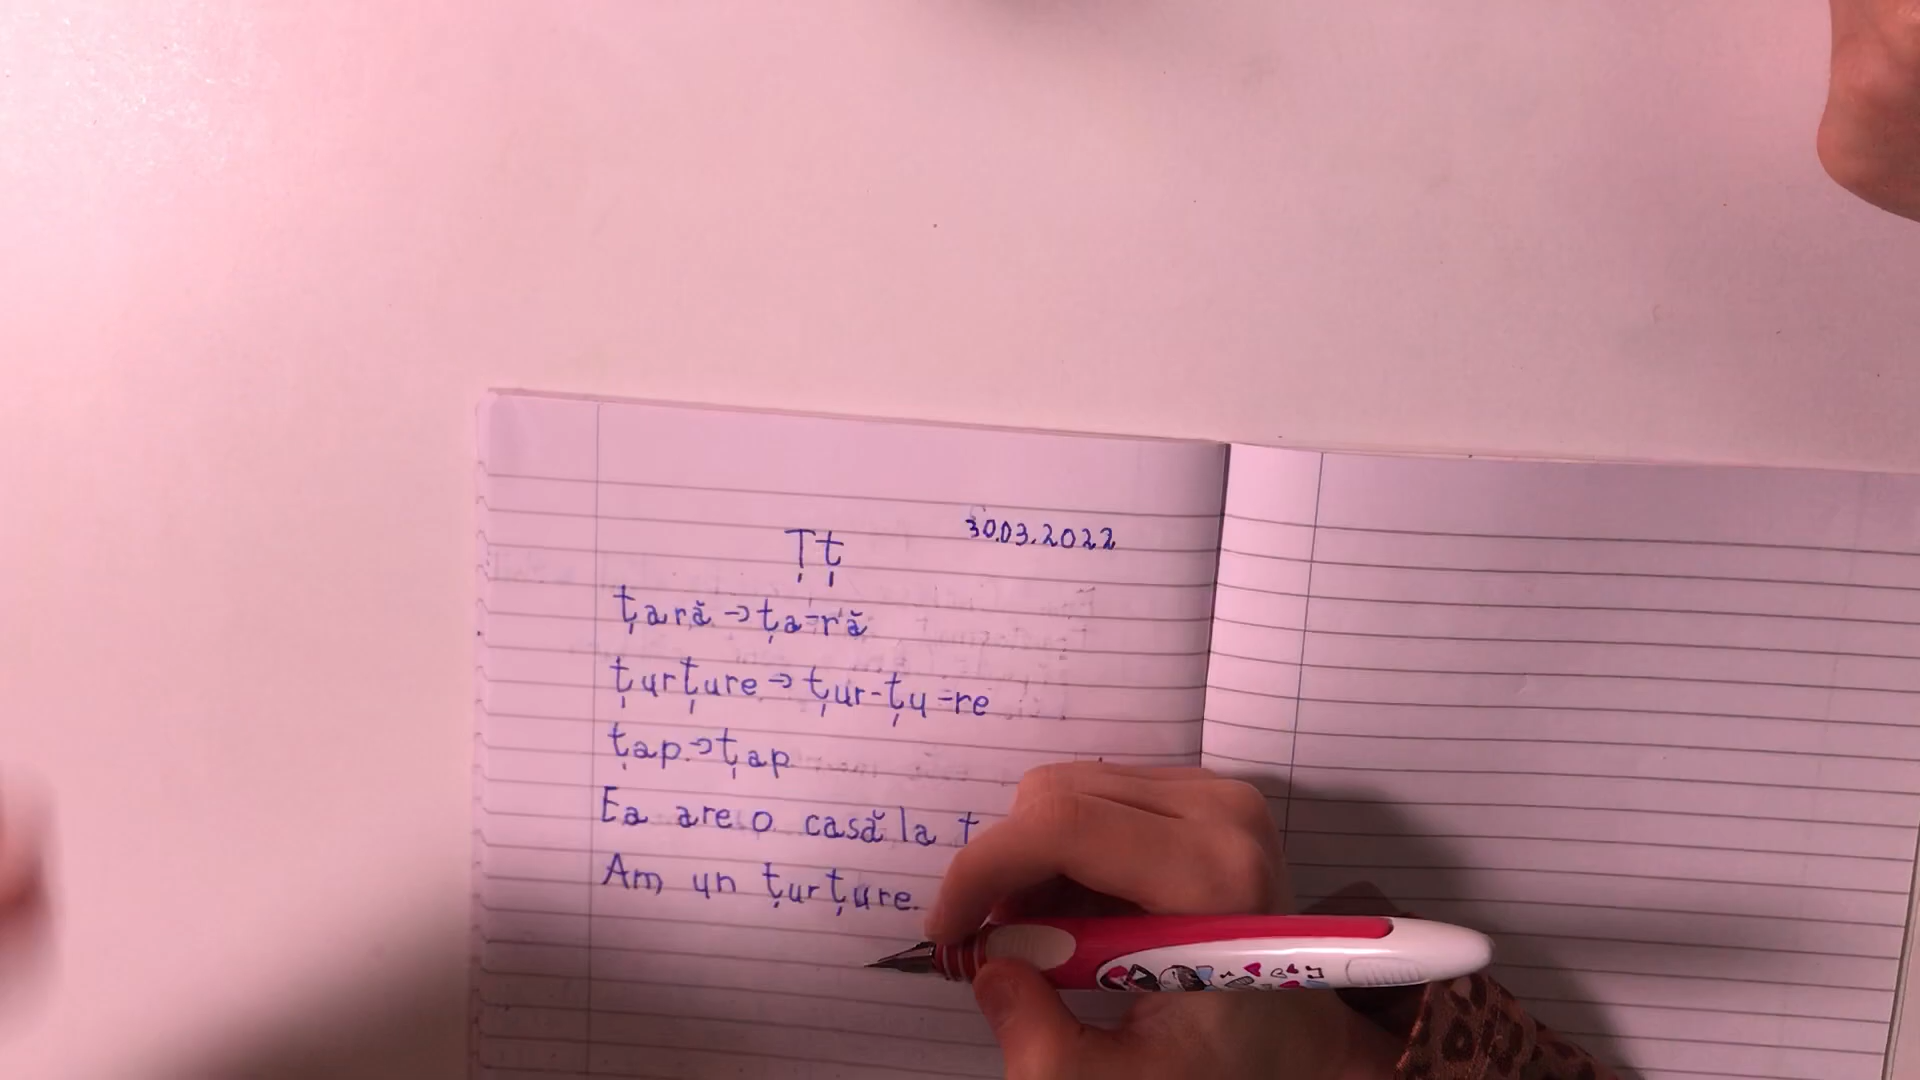 30.03.2022
Țț
țară → ța-ră
țurțure → țur-țu-re
țap → țap
Ea are o casă la
Am un țurțure.